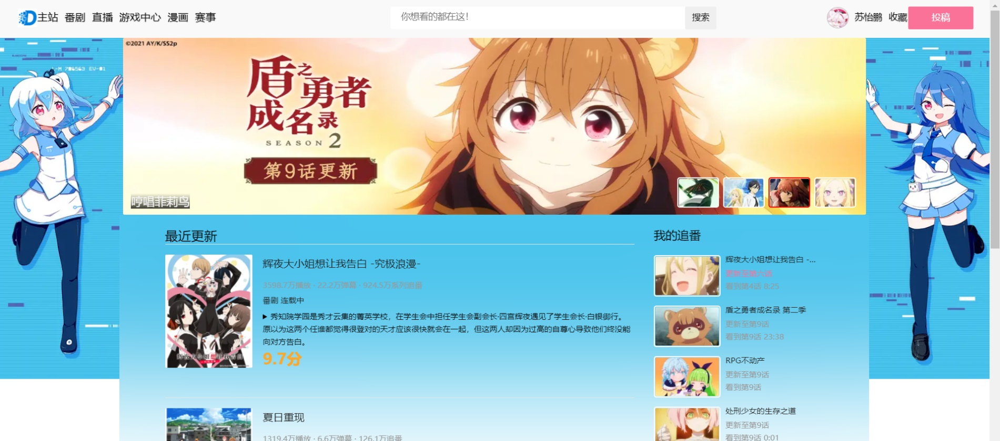 主站 番剧 直播 游戏中心 漫画 赛事
你想看的都在这!
搜索
苏怡鹏 收藏
投稿
©2021 AY/K/SS2p
L-M 706563 EV-01
盾之勇者
成名录
SEASON 2
第9话更新
哼唱菲莉鸟
最近更新
辉夜大小姐想让我告白 -究极浪漫-
3598.7万播放 · 22.2万弹幕 · 924.5万系列追番
番剧 连载中
▶ 秀知院学园是秀才云集的菁英学校，在学生会中担任学生会副会长·四宫辉夜遇见了学生会长·白银御行。
原以为这两个任谁都觉得很登对的天才应该很快就会在一起，但这两人却因为过高的自尊心导致他们终没能
向对方告白。
9.7分
辉夜大小姐想让我告白
夏日重现
1319.4万播放 · 6.6万弹幕 · 126.1万追番
我的追番
辉夜大小姐想让我告白 -...
更新至第六话
看到第4话 8:25
盾之勇者成名录 第二季
更新至第9话
看到第9话 23:38
RPG不动产
更新至第9话
看到第9话
处刑少女的生存之道
更新至第9话
看到第9话 0:01